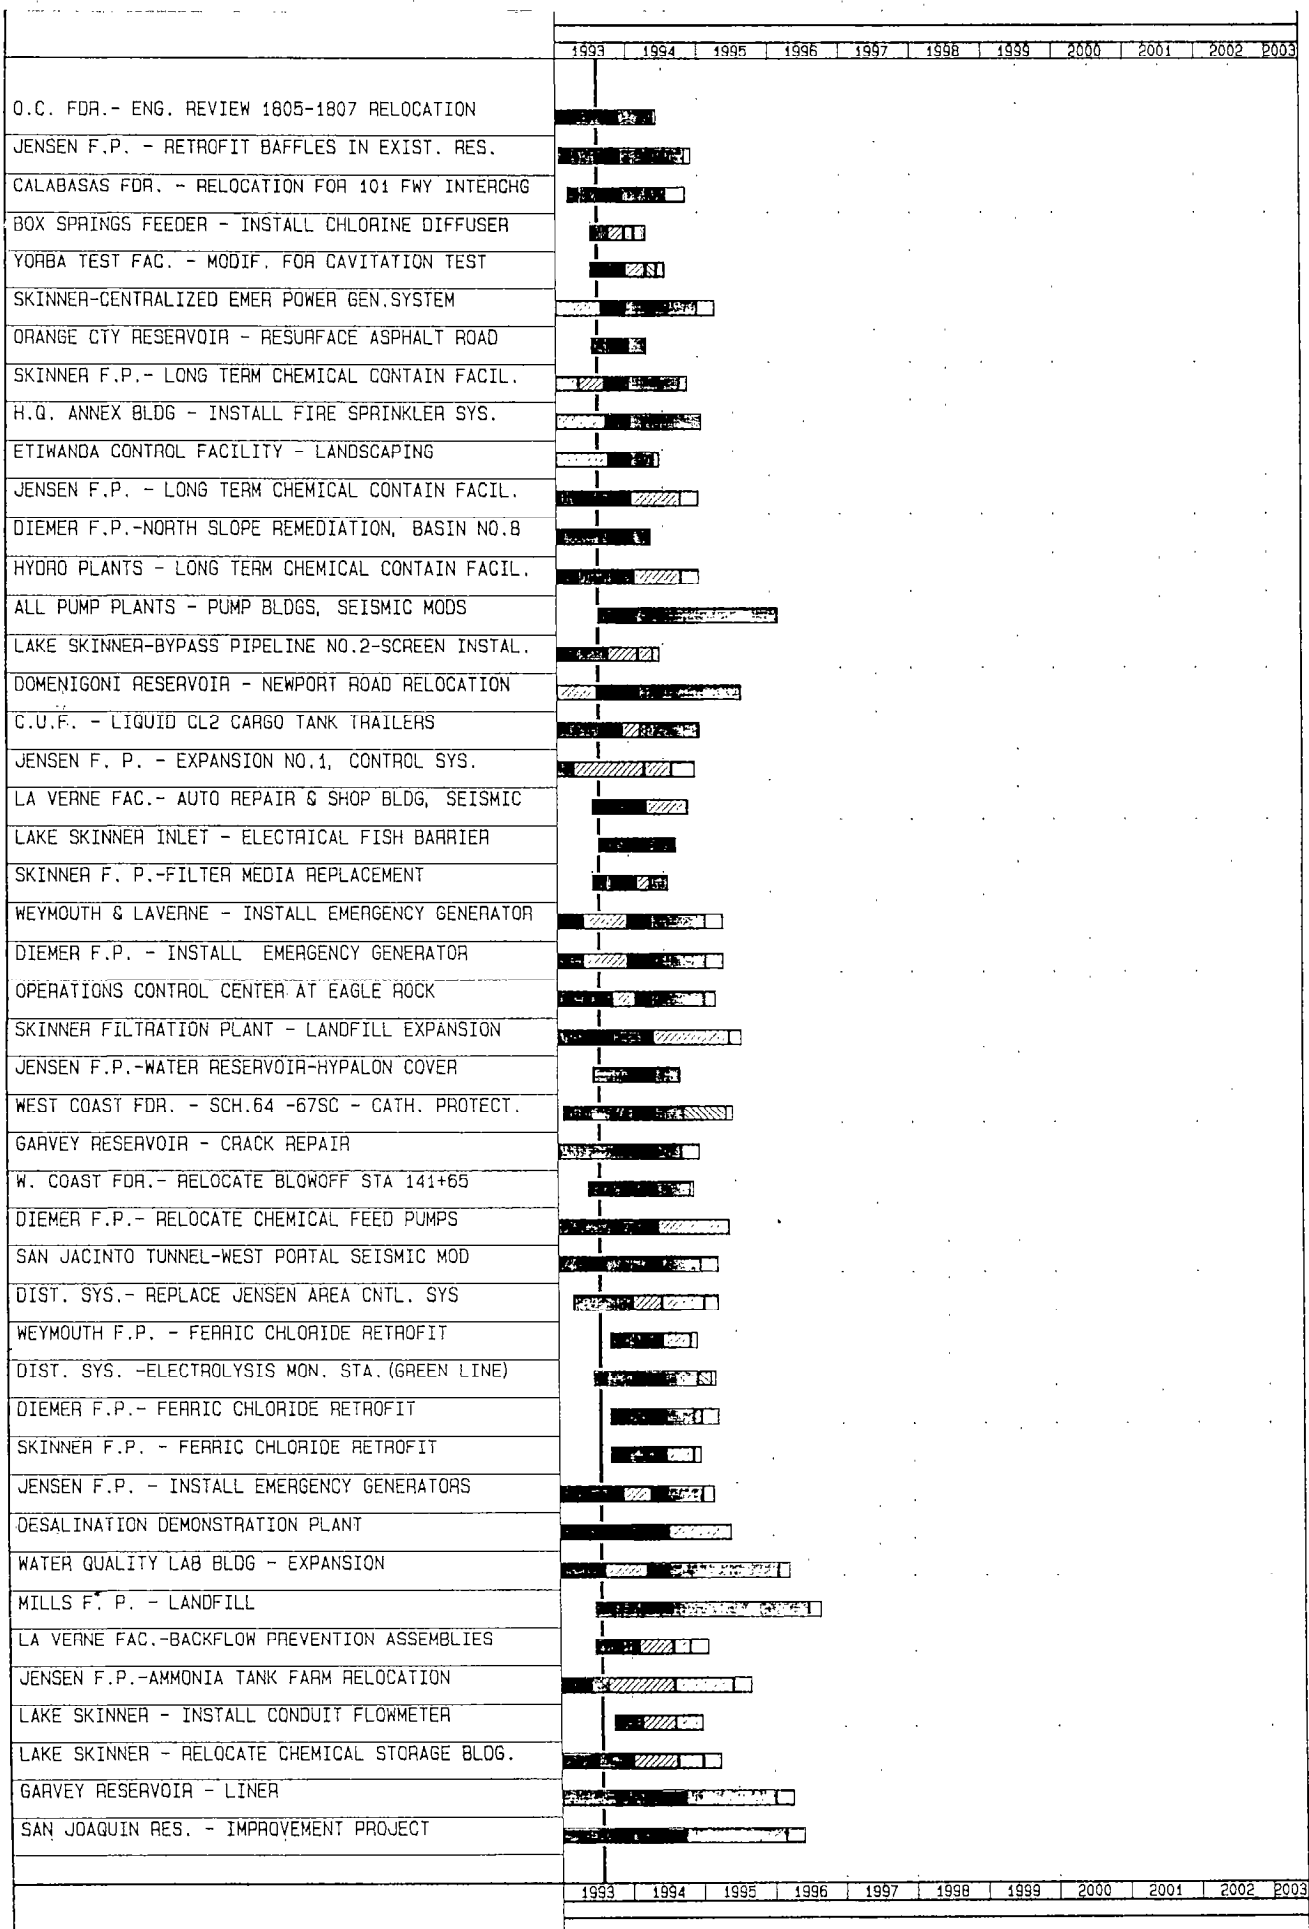 1993 1994 1995 1996 1997 1998 1999 2000 2001 2002 2003
O.C. FDR.- ENG. REVIEW 1805-1807 RELOCATION
JENSEN F.P. - RETROFIT BAFFLES IN EXIST. RES.
CALABASAS FDR. - RELOCATION FOR 101 FWY INTERCHG
BOX SPRINGS FEEDER - INSTALL CHLORINE DIFFUSER
YORBA TEST FAC. - MODIF. FOR CAVITATION TEST
SKINNER-CENTRALIZED EMER POWER GEN.SYSTEM
ORANGE CTY RESERVOIR - RESURFACE ASPHALT ROAD
SKINNER F.P.- LONG TERM CHEMICAL CONTAIN FACIL.
H.Q. ANNEX BLDG - INSTALL FIRE SPRINKLER SYS.
ETIWANDA CONTROL FACILITY - LANDSCAPING
JENSEN F.P. - LONG TERM CHEMICAL CONTAIN FACIL.
DIEMER F.P.-NORTH SLOPE REMEDIATION, BASIN NO.8
HYDRO PLANTS - LONG TERM CHEMICAL CONTAIN FACIL.
ALL PUMP PLANTS - PUMP BLDGS, SEISMIC MODS
LAKE SKINNER-BYPASS PIPELINE NO.2-SCREEN INSTAL.
DOMENIGONI RESERVOIR - NEWPORT ROAD RELOCATION
C.U.F. - LIQUID CL2 CARGO TANK TRAILERS
JENSEN F. P. - EXPANSION NO.1, CONTROL SYS.
LA VERNE FAC.- AUTO REPAIR & SHOP BLDG, SEISMIC
LAKE SKINNER INLET - ELECTRICAL FISH BARRIER
SKINNER F. P.-FILTER MEDIA REPLACEMENT
WEYMOUTH & LAVERNE - INSTALL EMERGENCY GENERATOR
DIEMER F.P. - INSTALL EMERGENCY GENERATOR
OPERATIONS CONTROL CENTER AT EAGLE ROCK
SKINNER FILTRATION PLANT - LANDFILL EXPANSION
JENSEN F.P.-WATER RESERVOIR-HYPALON COVER
WEST COAST FDR. - SCH.64 -67SC - CATH. PROTECT.
GARVEY RESERVOIR - CRACK REPAIR
W. COAST FDR.- RELOCATE BLOWOFF STA 141+65
DIEMER F.P.- RELOCATE CHEMICAL FEED PUMPS
SAN JACINTO TUNNEL-WEST PORTAL SEISMIC MOD
DIST. SYS.- REPLACE JENSEN AREA CNTL. SYS
WEYMOUTH F.P. - FERRIC CHLORIDE RETROFIT
DIST. SYS. -ELECTROLYSIS MON. STA.(GREEN LINE)
DIEMER F.P.- FERRIC CHLORIDE RETROFIT
SKINNER F.P. - FERRIC CHLORIDE RETROFIT
JENSEN F.P. - INSTALL EMERGENCY GENERATORS
DESALINATION DEMONSTRATION PLANT
WATER QUALITY LAB BLDG - EXPANSION
MILLS F. P. - LANDFILL
LA VERNE FAC.-BACKFLOW PREVENTION ASSEMBLIES
JENSEN F.P.-AMMONIA TANK FARM RELOCATION
LAKE SKINNER - INSTALL CONDUIT FLOWMETER
LAKE SKINNER - RELOCATE CHEMICAL STORAGE BLDG.
GARVEY RESERVOIR - LINER
SAN JOAQUIN RES. - IMPROVEMENT PROJECT
1993 1994 1995 1996 1997 1998 1999 2000 2001 2002 2003